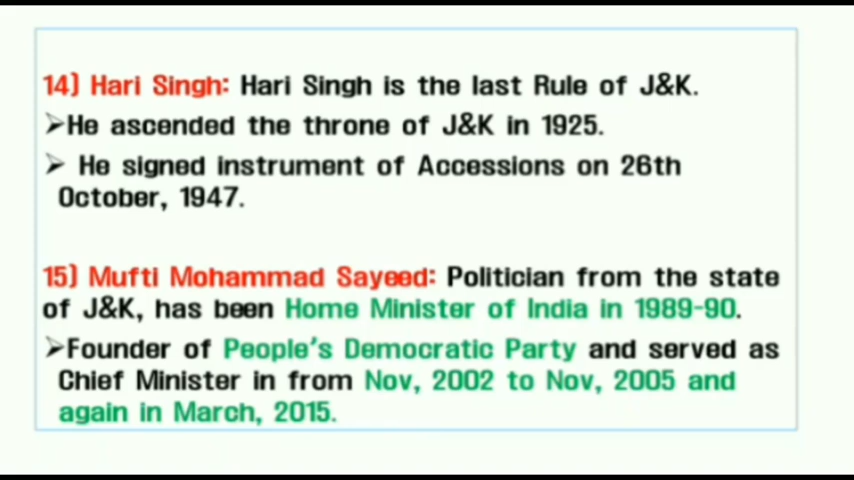 14) Hari Singh: Hari Singh is the last Rule of J&K.
➢He ascended the throne of J&K in 1925.
➢ He signed instrument of Accessions on 26th
October, 1947.
15) Mufti Mohammad Sayeed: Politician from the state
of J&K, has been Home Minister of India in 1989-90.
➢Founder of People's Democratic Party and served as
Chief Minister in from Nov, 2002 to Nov, 2005 and
again in March, 2015.